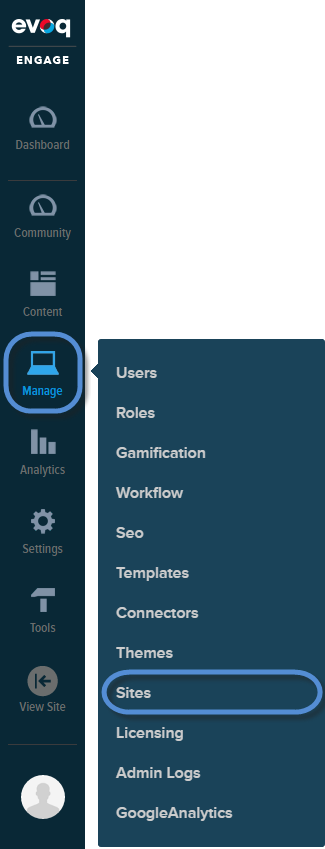 evoq
ENGAGE
Dashboard
Community
Content
Manage
Analytics
Settings
Tools
View Site
Users
Roles
Gamification
Workflow
Seo
Templates
Connectors
Themes
Sites
Licensing
Admin Logs
GoogleAnalytics